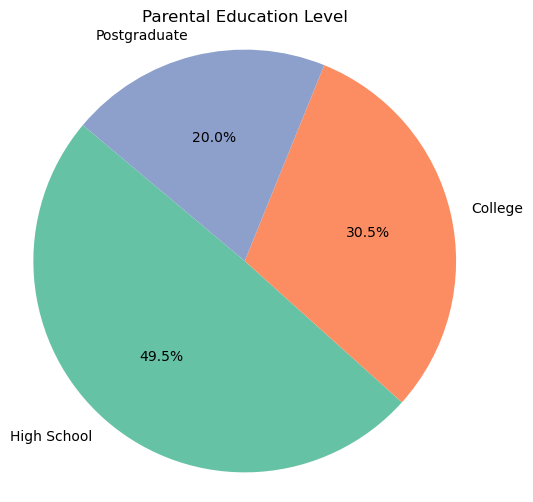 Parental Education Level
Postgraduate
20.0%
College
30.5%
49.5%
High School